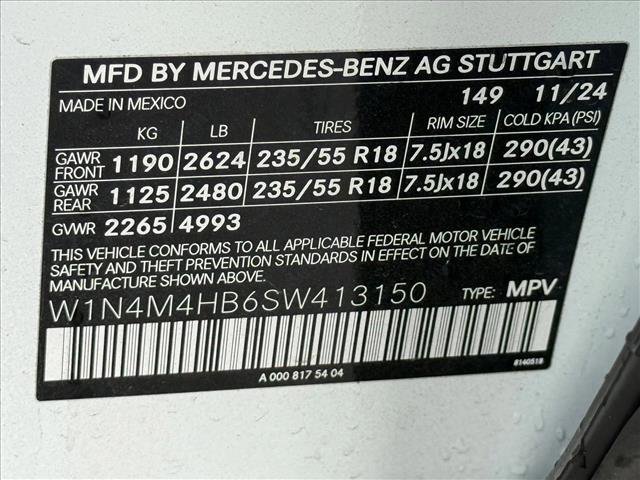 MFD BY MERCEDES-BENZ AG STUTTGART
MADE IN MEXICO 149 11/24
KG LB TIRES RIM SIZE COLD KPA(PSI)
GAWR FRONT 1190 2624 235/55 R18 7.5Jx18 290(43)
GAWR REAR 1125 2480 235/55 R18 7.5Jx18 290(43)
GVWR 2265 4993
THIS VEHICLE CONFORMS TO ALL APPLICABLE FEDERAL MOTOR VEHICLE
SAFETY AND THEFT PREVENTION STANDARDS IN EFFECT ON THE DATE OF
MANUFACTURE SHOWN ABOVE.
W1N4M4HB6SW413150 TYPE: MPV
A 000 817 54 04 8140518